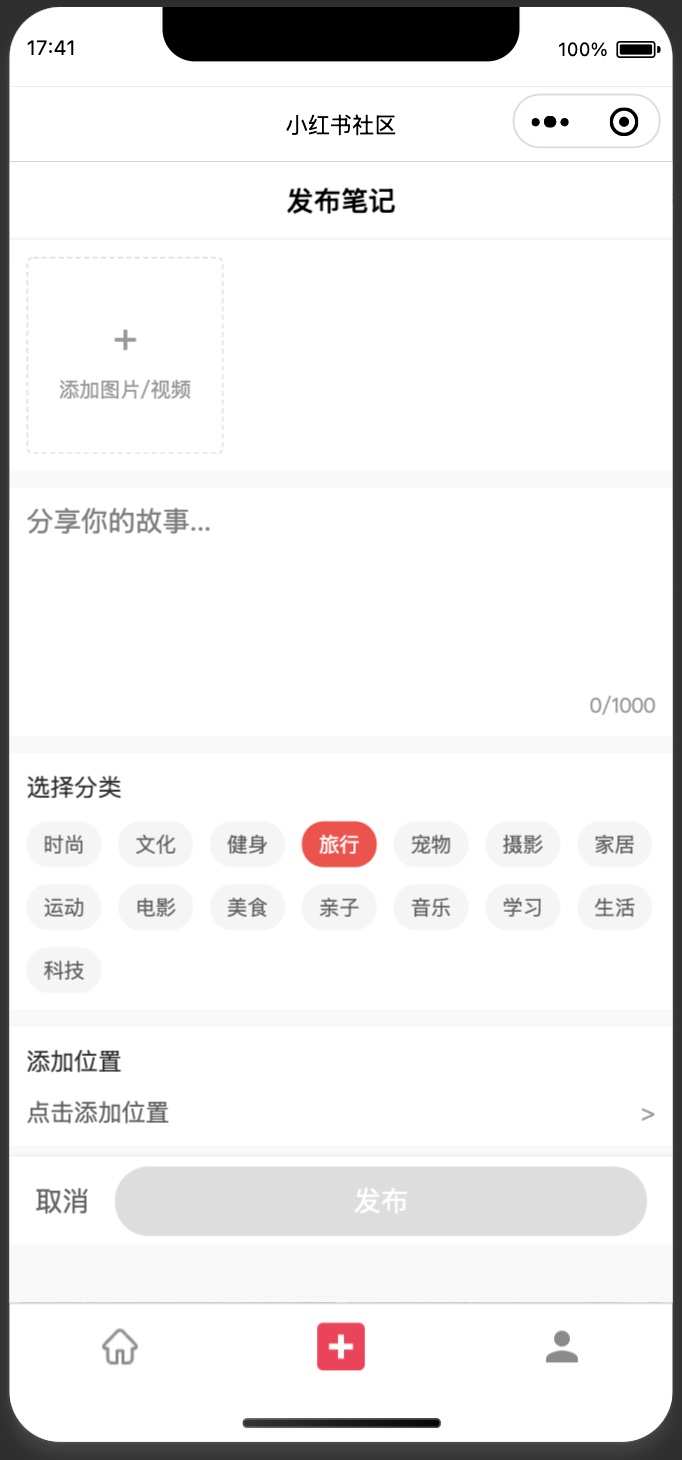 17:41 100%
小红书社区
发布笔记
+
添加图片/视频
分享你的故事...
0/1000
选择分类
时尚 文化 健身 旅行 宠物 摄影 家居
运动 电影 美食 亲子 音乐 学习 生活
科技
添加位置
点击添加位置 >
取消 发布